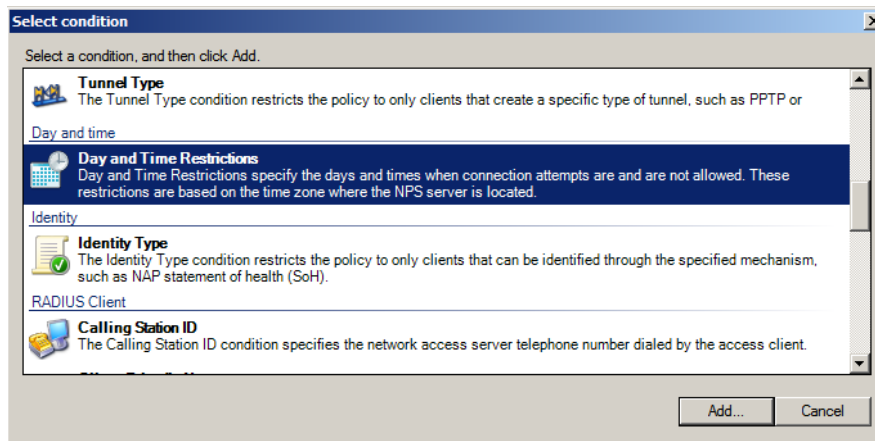 Select condition
Select a condition, and then click Add.
Tunnel Type
The Tunnel Type condition restricts the policy to only clients that create a specific type of tunnel, such as PPTP or
Day and time
Day and Time Restrictions
Day and Time Restrictions specify the days and times when connection attempts are and are not allowed. These
restrictions are based on the time zone where the NPS server is located.
Identity
Identity Type
The Identity Type condition restricts the policy to only clients that can be identified through the specified mechanism,
such as NAP statement of health (SoH).
RADIUS Client
Calling Station ID
The Calling Station ID condition specifies the network access server telephone number dialed by the access client.
Add...
Cancel